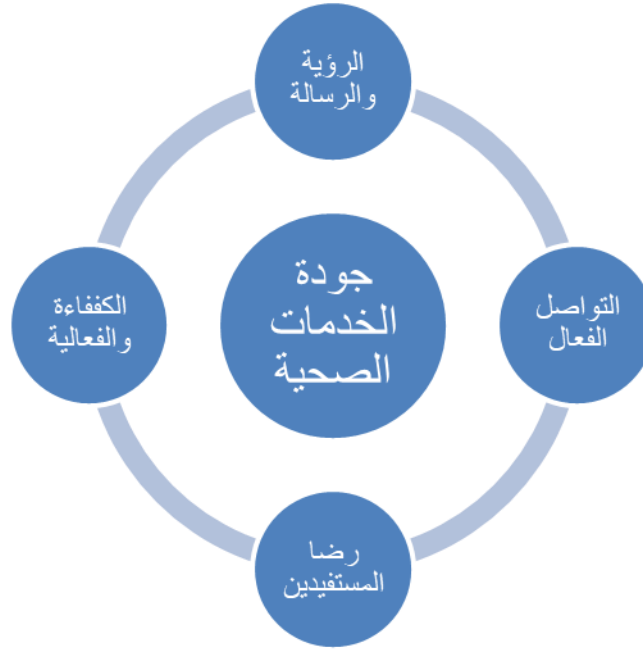 الرؤية
والرسالة
جودة
الخدمات
الصحية
التواصل
الفعال
الكففاءة
والفعالية
رضا
المستفيدين